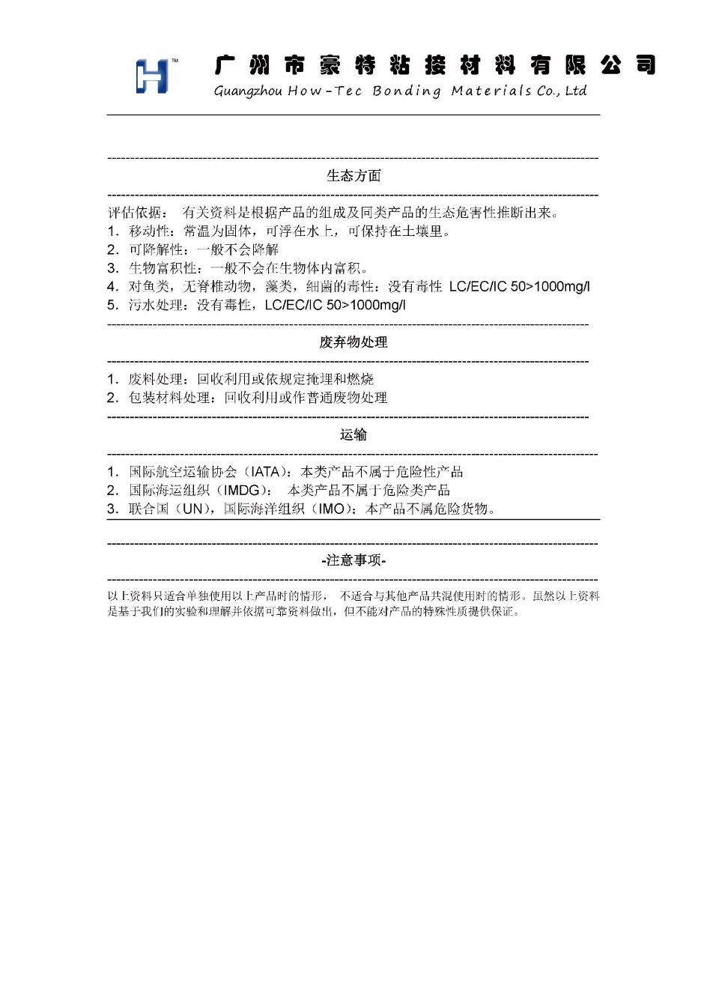 H™
广州市豪特粘接材料有限公司
Guangzhou How-Tec Bonding Materials Co., Ltd
生态方面
评估依据： 有关资料是根据产品的组成及同类产品的生态危害性推断出来。
1. 移动性：常温为固体，可浮在水上，可保持在土壤里。
2. 可降解性：一般不会降解
3. 生物富积性：一般不会在生物体内富积。
4. 对鱼类，无脊椎动物，藻类，细菌的毒性：没有毒性 LC/EC/IC 50>1000mg/l
5. 污水处理：没有毒性，LC/EC/IC 50>1000mg/l
废弃物处理
1. 废料处理：回收利用或依规定掩埋和燃烧
2. 包装材料处理：回收利用或作普通废物处理
运输
1. 国际航空运输协会（IATA）：本类产品不属于危险性产品
2. 国际海运组织（IMDG）： 本类产品不属于危险类产品
3. 联合国（UN），国际海洋组织（IMO）：本产品不属危险货物。
-注意事项-
以上资料只适合单独使用以上产品时的情形， 不适合与其他产品共混使用时的情形。虽然以上资料
是基于我们的实验和理解并依据可靠资料做出，但不能对产品的特殊性质提供保证。